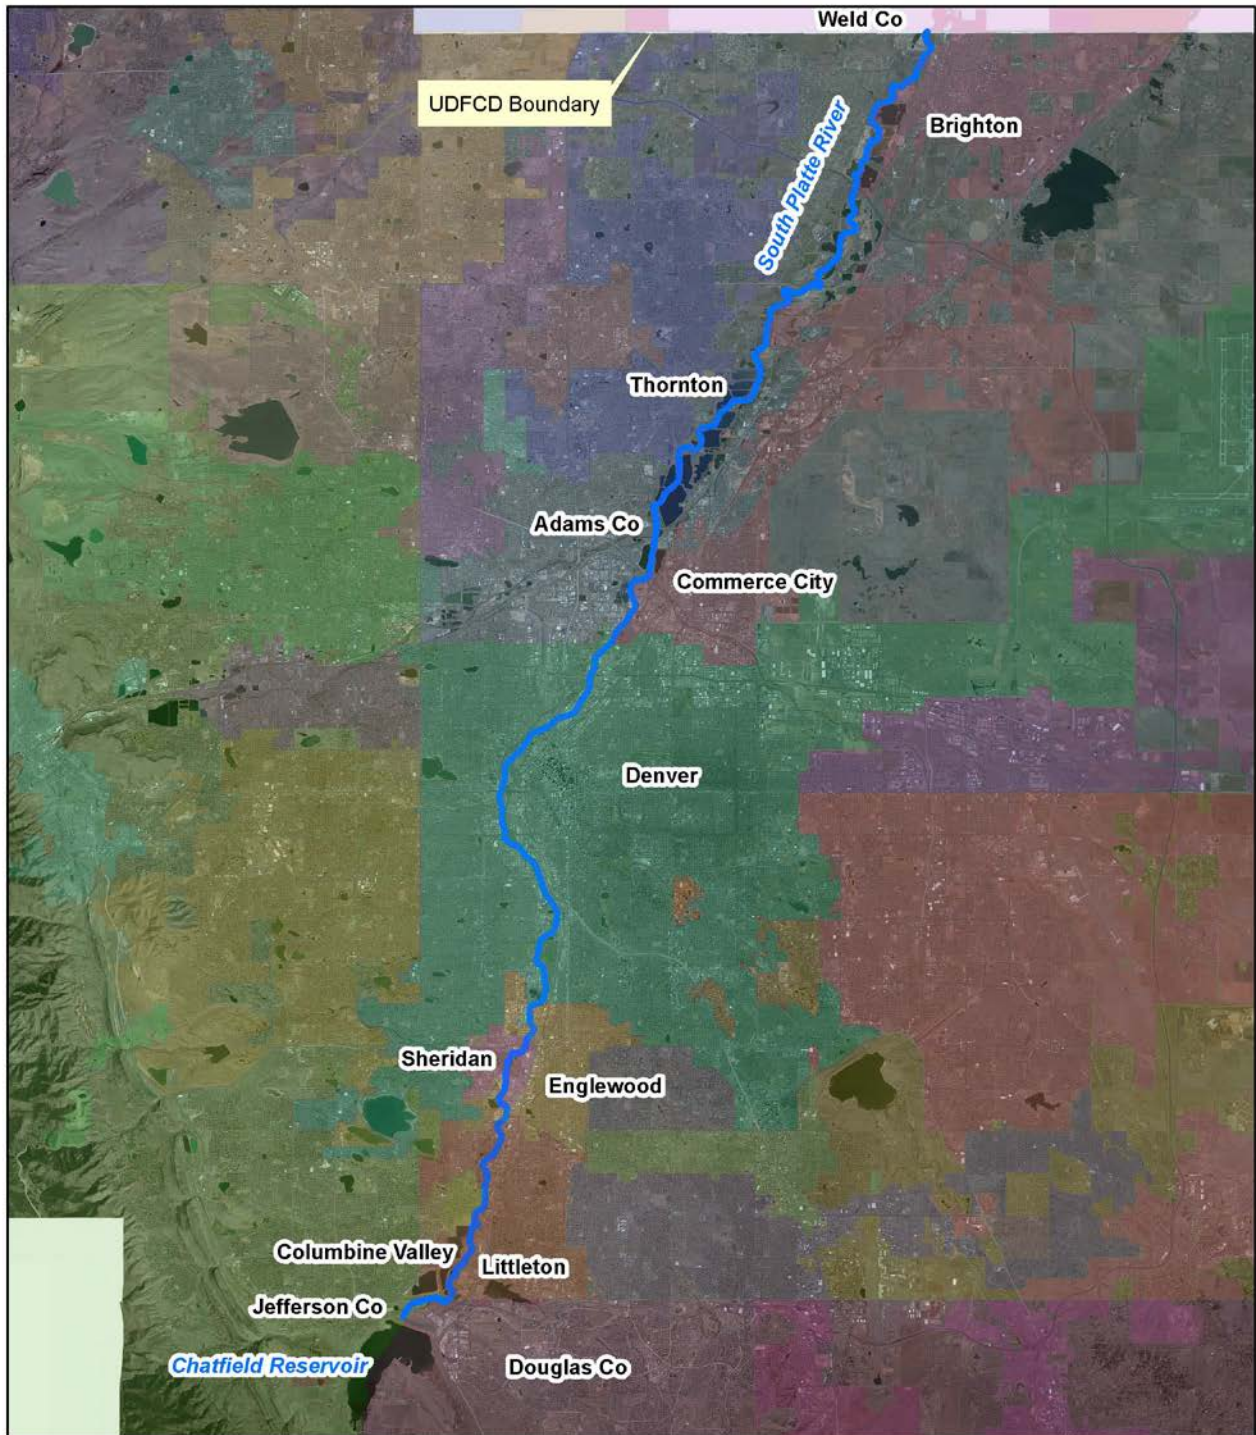 Weld Co
UDFCD Boundary
Brighton
South Platte River
Thornton
Adams Co
Commerce City
Denver
Sheridan
Englewood
Columbine Valley
Littleton
Jefferson Co
Chatfield Reservoir
Douglas Co